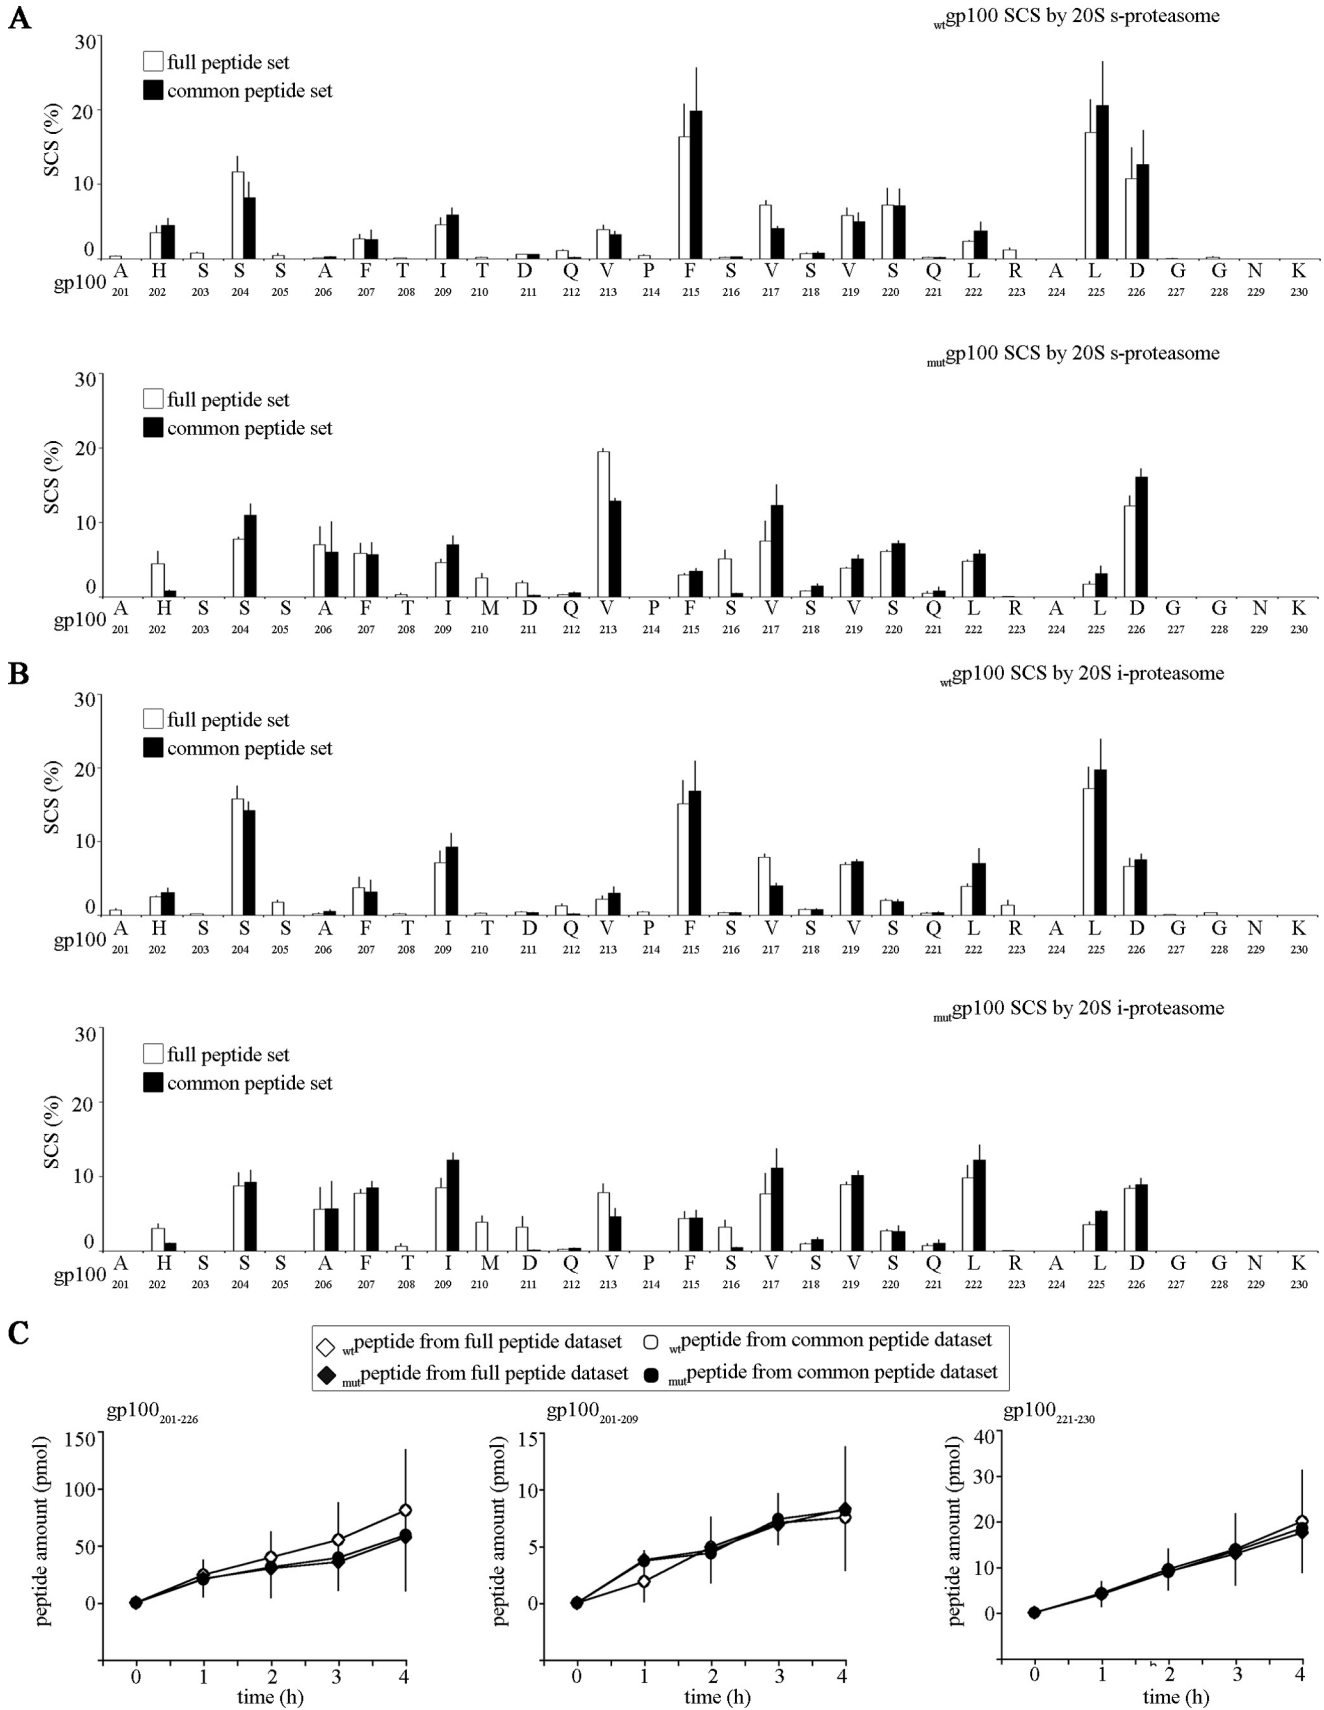 A
wtgp100 SCS by 20S s-proteasome
30
20
10
0
SCS (%)
full peptide set
common peptide set
A H S S S A F T I T D Q V P F S V S V S Q L R A L D G G N K
gp100
201 202 203 204 205 206 207 208 209 210 211 212 213 214 215 216 217 218 219 220 221 222 223 224 225 226 227 228 229 230
mutgp100 SCS by 20S s-proteasome
30
20
10
0
SCS (%)
full peptide set
common peptide set
A H S S S A F T I M D Q V P F S V S V S Q L R A L D G G N K
gp100
201 202 203 204 205 206 207 208 209 210 211 212 213 214 215 216 217 218 219 220 221 222 223 224 225 226 227 228 229 230
B
wtgp100 SCS by 20S i-proteasome
30
20
10
0
SCS (%)
full peptide set
common peptide set
A H S S S A F T I T D Q V P F S V S V S Q L R A L D G G N K
gp100
201 202 203 204 205 206 207 208 209 210 211 212 213 214 215 216 217 218 219 220 221 222 223 224 225 226 227 228 229 230
mutgp100 SCS by 20S i-proteasome
30
20
10
0
SCS (%)
full peptide set
common peptide set
A H S S S A F T I M D Q V P F S V S V S Q L R A L D G G N K
gp100
201 202 203 204 205 206 207 208 209 210 211 212 213 214 215 216 217 218 219 220 221 222 223 224 225 226 227 228 229 230
C
wtpeptide from full peptide dataset
wtpeptide from common peptide dataset
mutpeptide from full peptide dataset
mutpeptide from common peptide dataset
gp100201-226
150
100
50
0
peptide amount (pmol)
0 1 2 3 4
time (h)
gp100201-209
15
10
5
0
peptide amount (pmol)
0 1 2 3 4
time (h)
gp100221-230
40
30
20
10
0
peptide amount (pmol)
0 1 2 3 4
time (h)